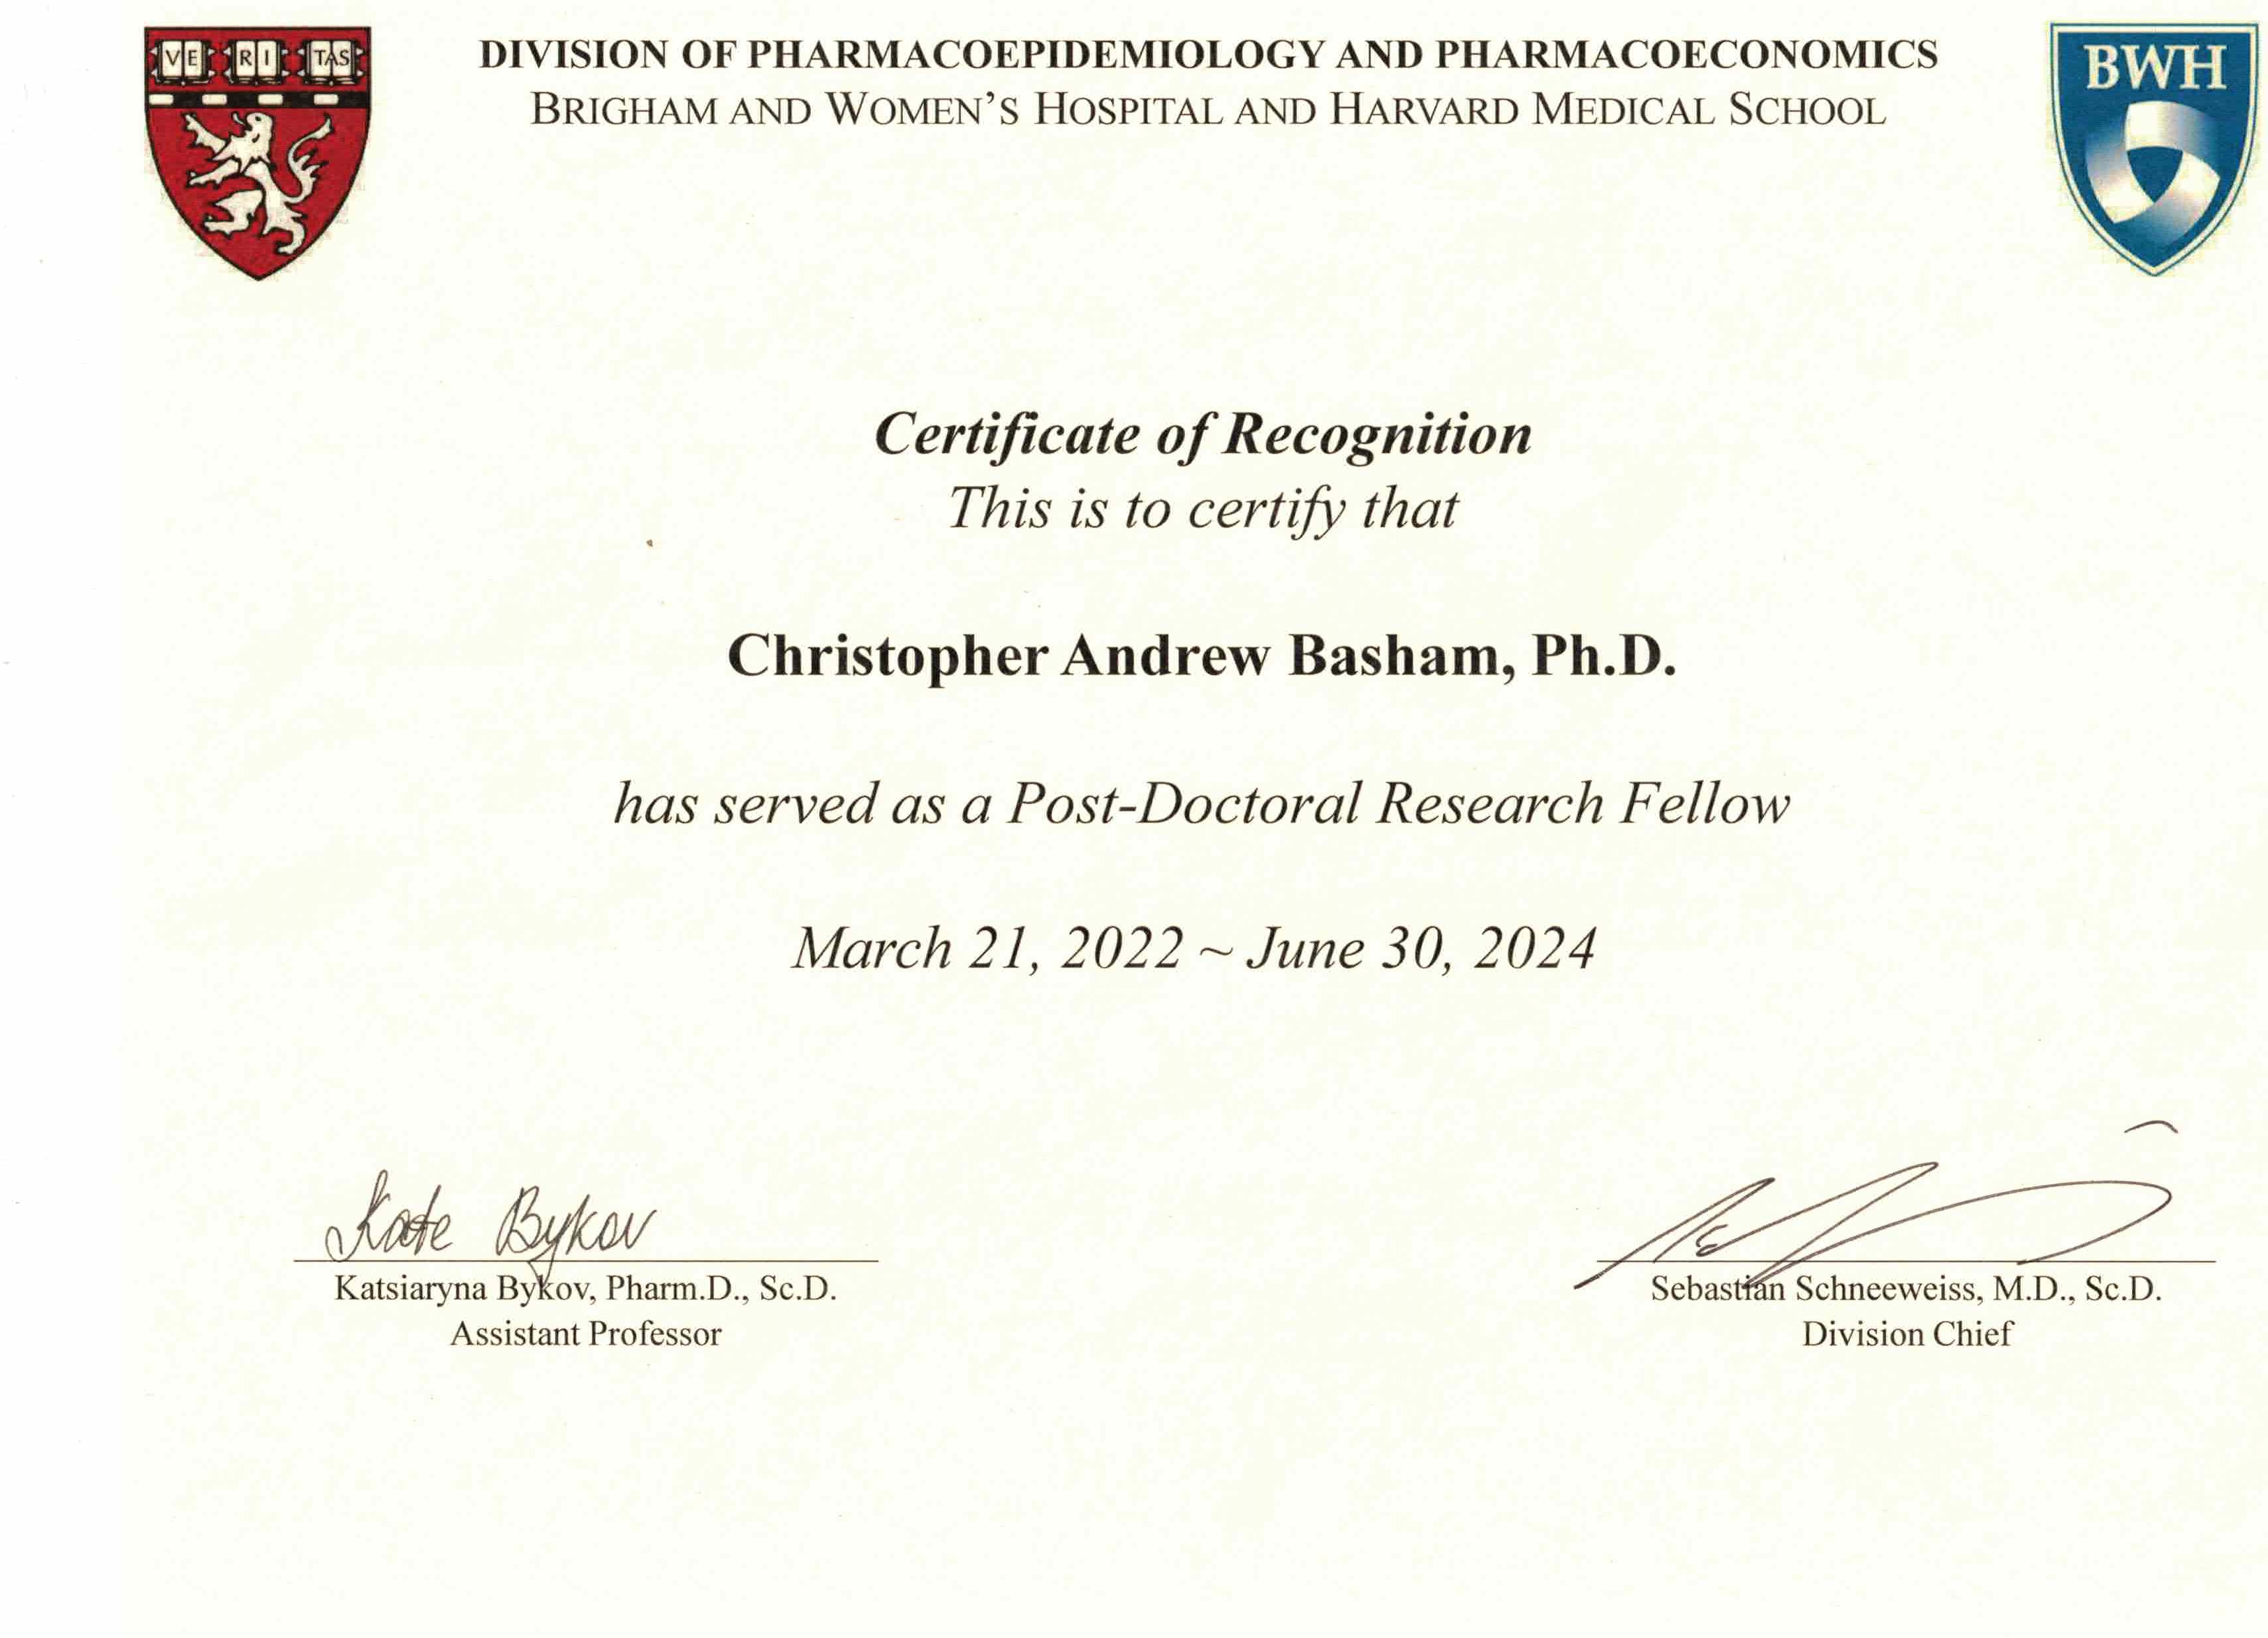 VE RI TAS
DIVISION OF PHARMACOEPIDEMIOLOGY AND PHARMACOECONOMICS
BRIGHAM AND WOMEN'S HOSPITAL AND HARVARD MEDICAL SCHOOL
BWH
Certificate of Recognition
This is to certify that
Christopher Andrew Basham, Ph.D.
has served as a Post-Doctoral Research Fellow
March 21, 2022 ~ June 30, 2024
Kate Bykov
Katsiaryna Bykov, Pharm.D., Sc.D.
Assistant Professor
Sebastian Schneeweiss, M.D., Sc.D.
Division Chief